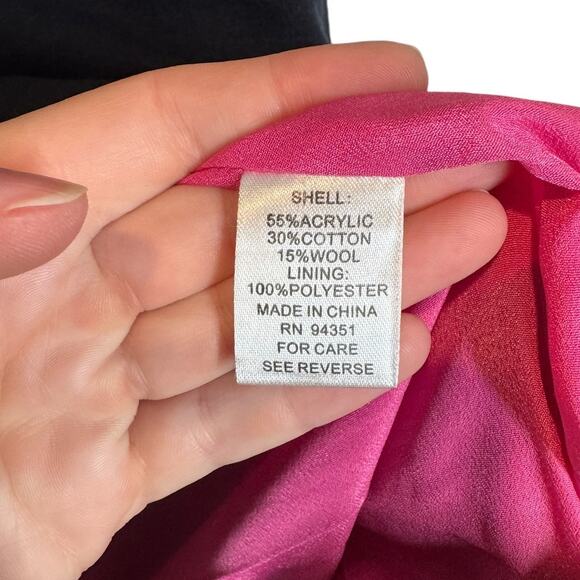 SHELL:
55%ACRYLIC
30%COTTON
15%WOOL
LINING:
100%POLYESTER
MADE IN CHINA
RN 94351
FOR CARE
SEE REVERSE